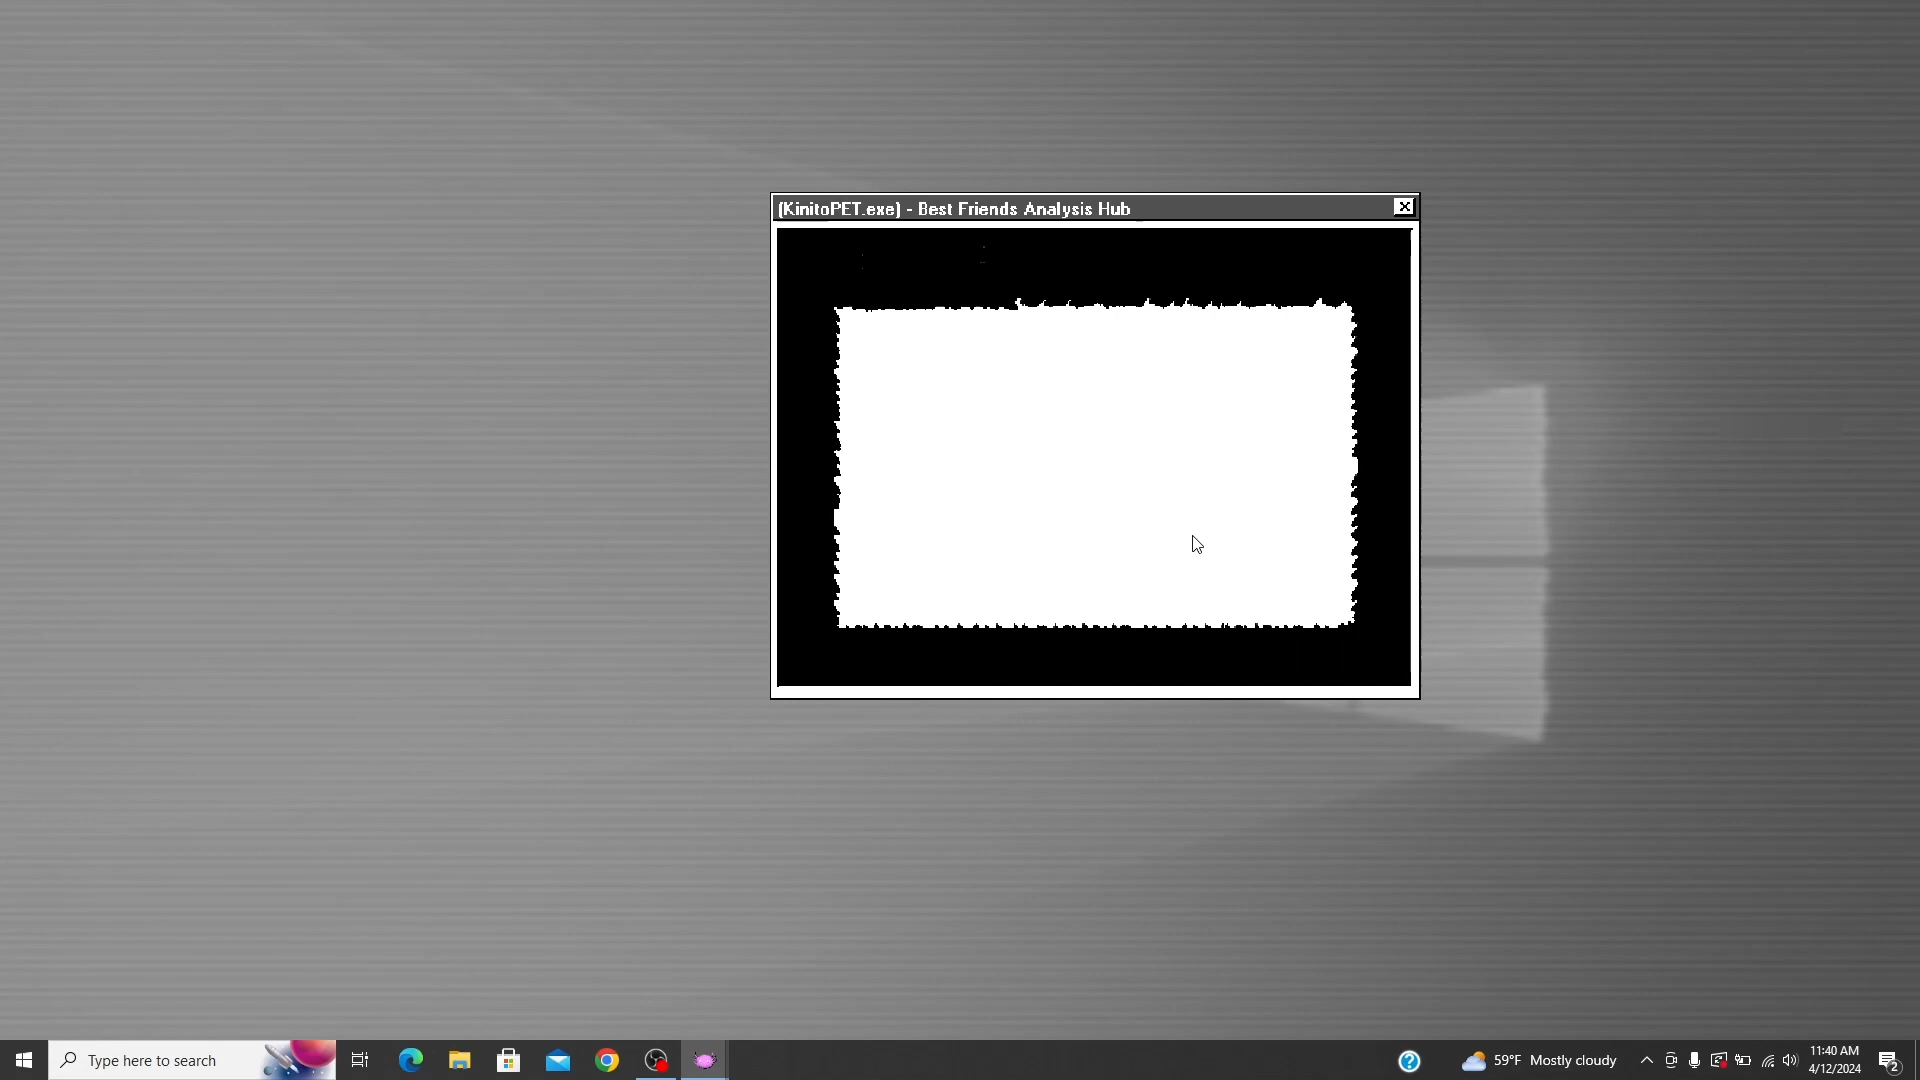 (KinitoPET.exe) - Best Friends Analysis Hub
Type here to search
59°F Mostly cloudy
11:40 AM
4/12/2024
2